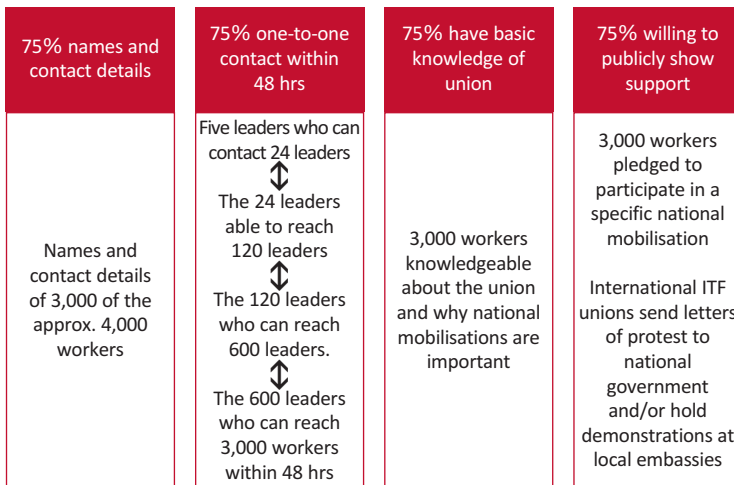 75% names and
contact details
Names and
contact details
of 3,000 of the
approx. 4,000
workers
75% one-to-one
contact within
48 hrs
Five leaders who can
contact 24 leaders
The 24 leaders
able to reach
120 leaders
The 120 leaders
who can reach
600 leaders.
The 600 leaders
who can reach
3,000 workers
within 48 hrs
75% have basic
knowledge of
union
3,000 workers
knowledgeable
about the union
and why national
mobilisations are
important
75% willing to
publicly show
support
3,000 workers
pledged to
participate in a
specific national
mobilisation
International ITF
unions send letters
of protest to
national
government
and/or hold
demonstrations at
local embassies